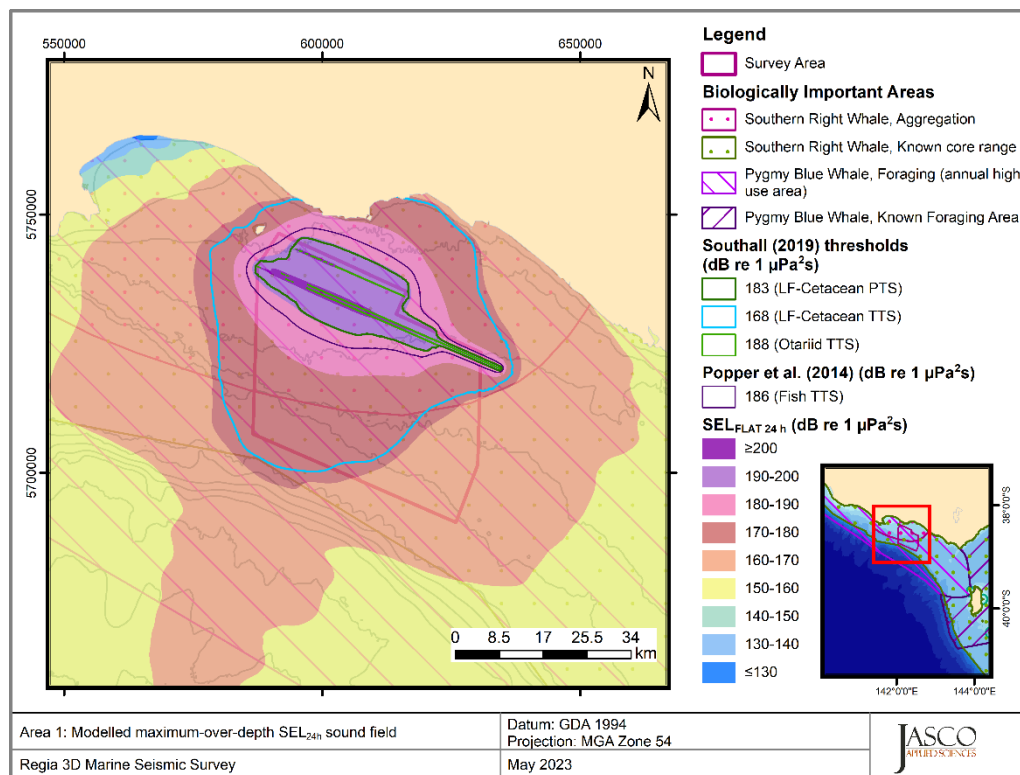 550000 600000 650000
5750000
5700000
N
0 8.5 17 25.5 34
km
Legend
Survey Area
Biologically Important Areas
Southern Right Whale, Aggregation
Southern Right Whale, Known core range
Pygmy Blue Whale, Foraging (annual high
use area)
Pygmy Blue Whale, Known Foraging Area
Southall (2019) thresholds
(dB re 1 µPa²s)
183 (LF-Cetacean PTS)
168 (LF-Cetacean TTS)
188 (Otariid TTS)
Popper et al. (2014) (dB re 1 µPa²s)
186 (Fish TTS)
SEL FLAT 24 h (dB re 1 µPa²s)
≥200
190-200
180-190
170-180
160-170
150-160
140-150
130-140
≤130
38°0'0"S
40°0'0"S
142°0'0"E 144°0'0"E
Area 1: Modelled maximum-over-depth SEL24h sound field
Regia 3D Marine Seismic Survey
Datum: GDA 1994
Projection: MGA Zone 54
May 2023
JASCO
APPLIED SCIENCES